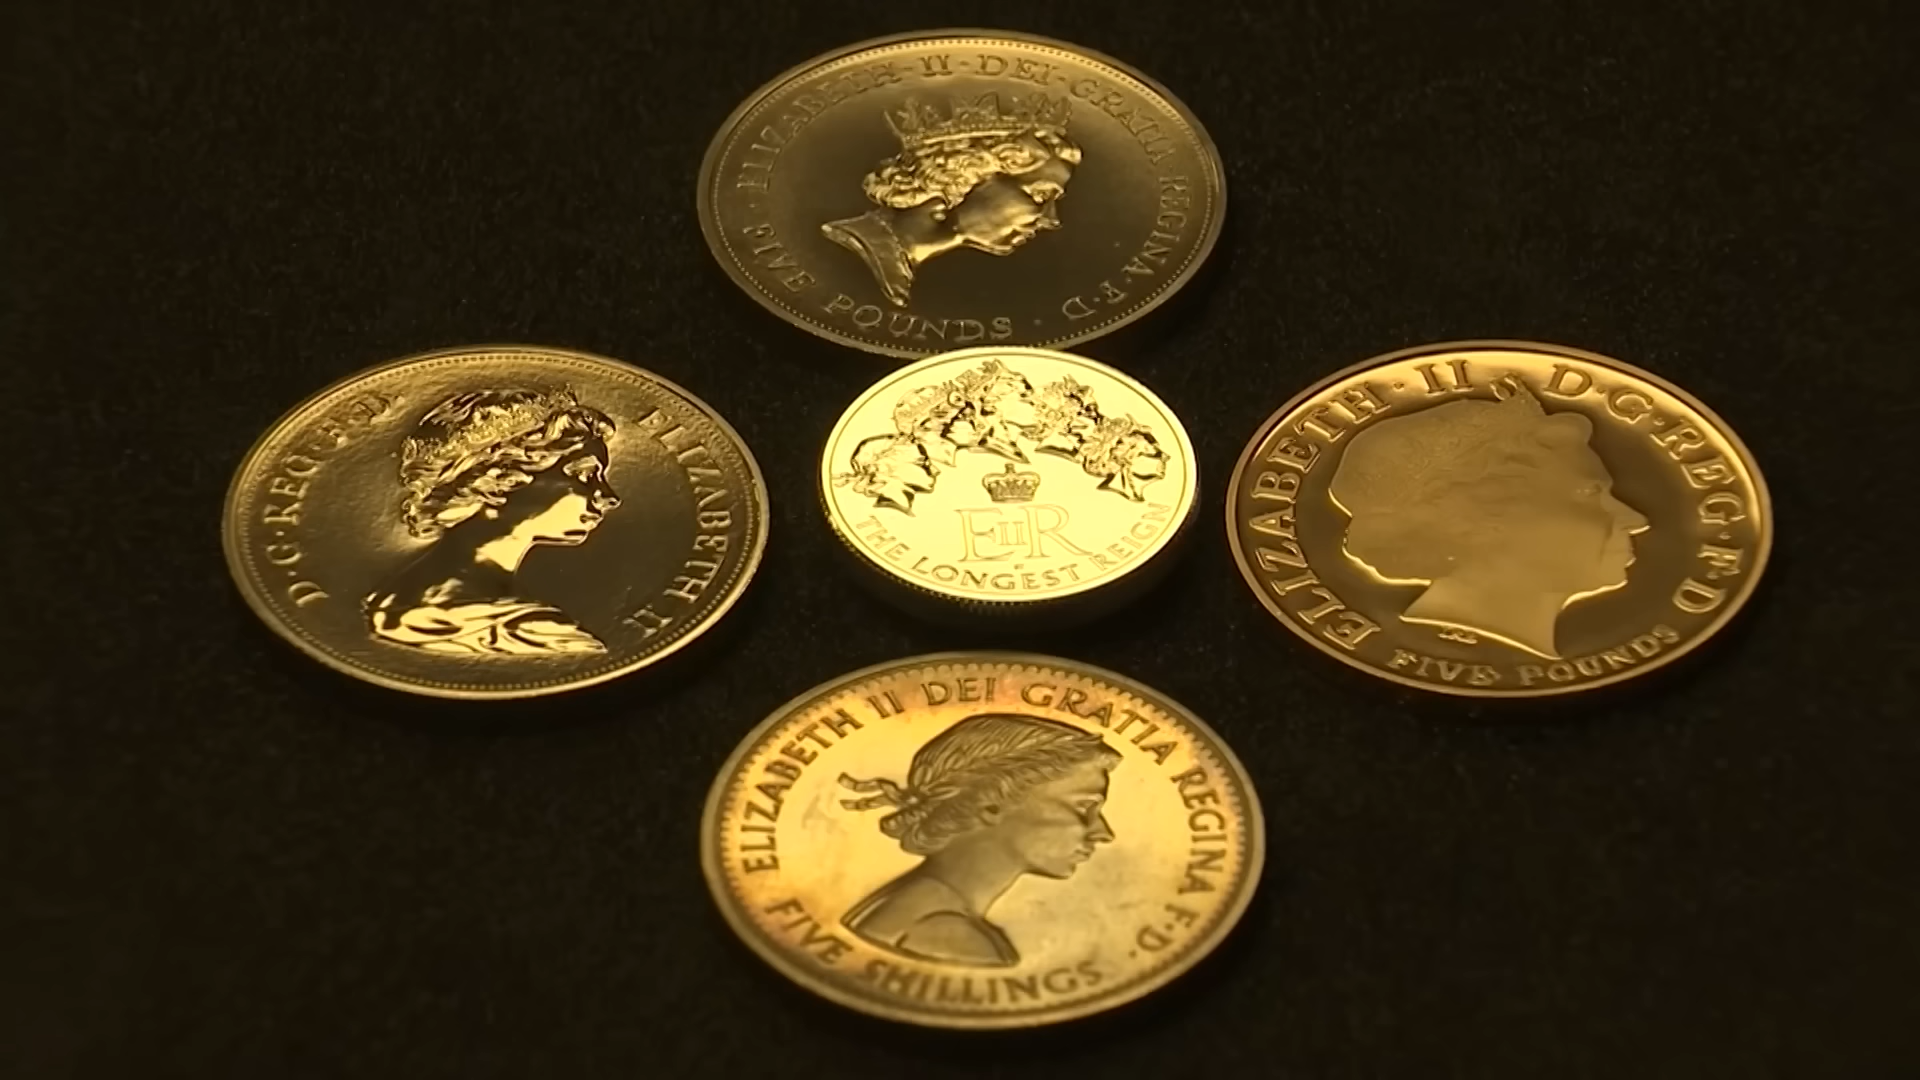 ELIZABETH · II · DEI · GRATIA · REGINA · F · D ·
FIVE POUNDS
D · G · REG · F · D
ELIZABETH II
EIIR
THE LONGEST REIGN
ELIZABETH · II D · G · REG · F · D
FIVE POUNDS
ELIZABETH II DEI GRATIA REGINA F · D ·
FIVE SHILLINGS